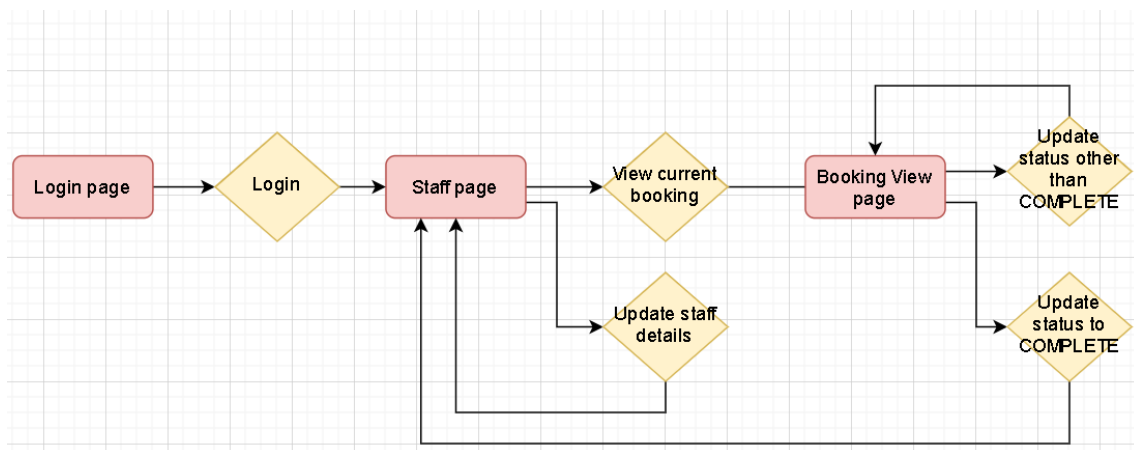 Login page
Login
Staff page
View current
booking
Booking View
page
Update
status other
than
COMPLETE
Update staff
details
Update
status to
COMPLETE